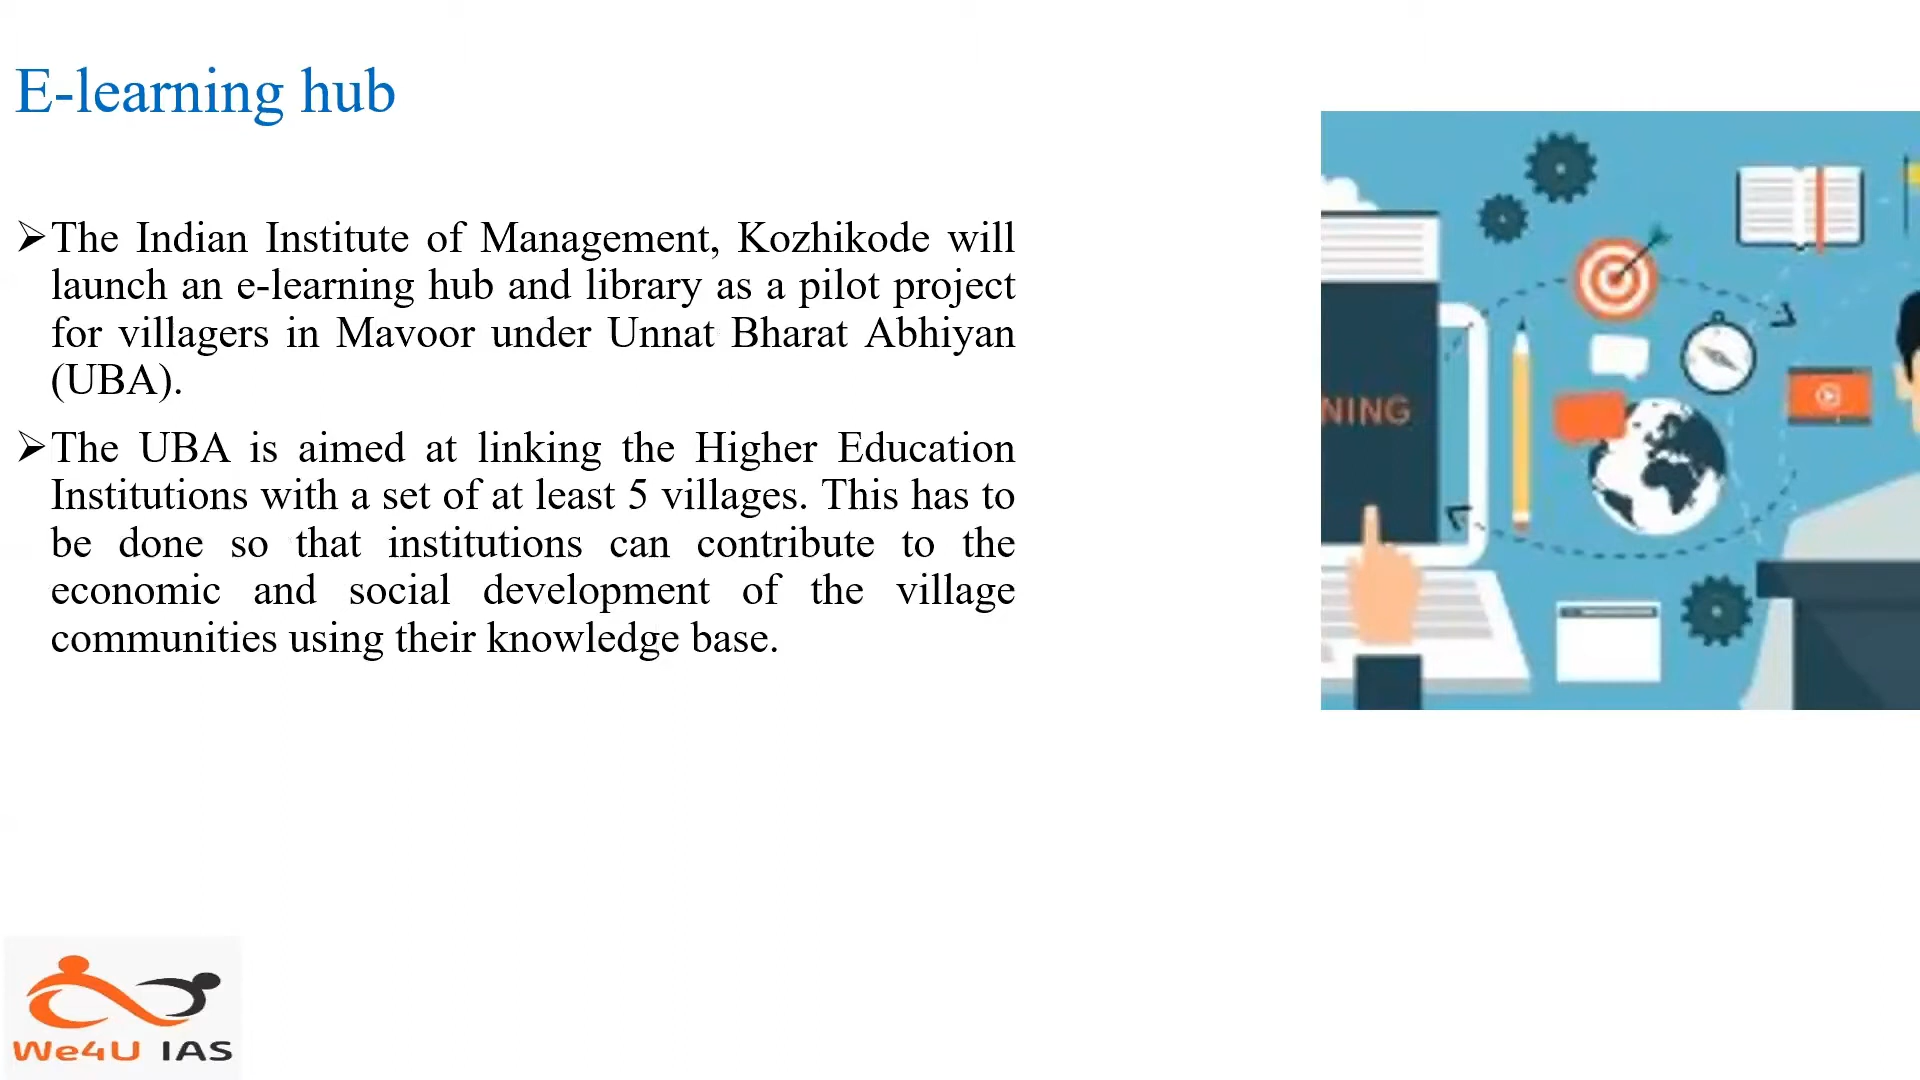 E-learning hub
➢The Indian Institute of Management, Kozhikode will
launch an e-learning hub and library as a pilot project
for villagers in Mavoor under Unnat Bharat Abhiyan
(UBA).
➢The UBA is aimed at linking the Higher Education
Institutions with a set of at least 5 villages. This has to
be done so that institutions can contribute to the
economic and social development of the village
communities using their knowledge base.
NING
We4U IAS